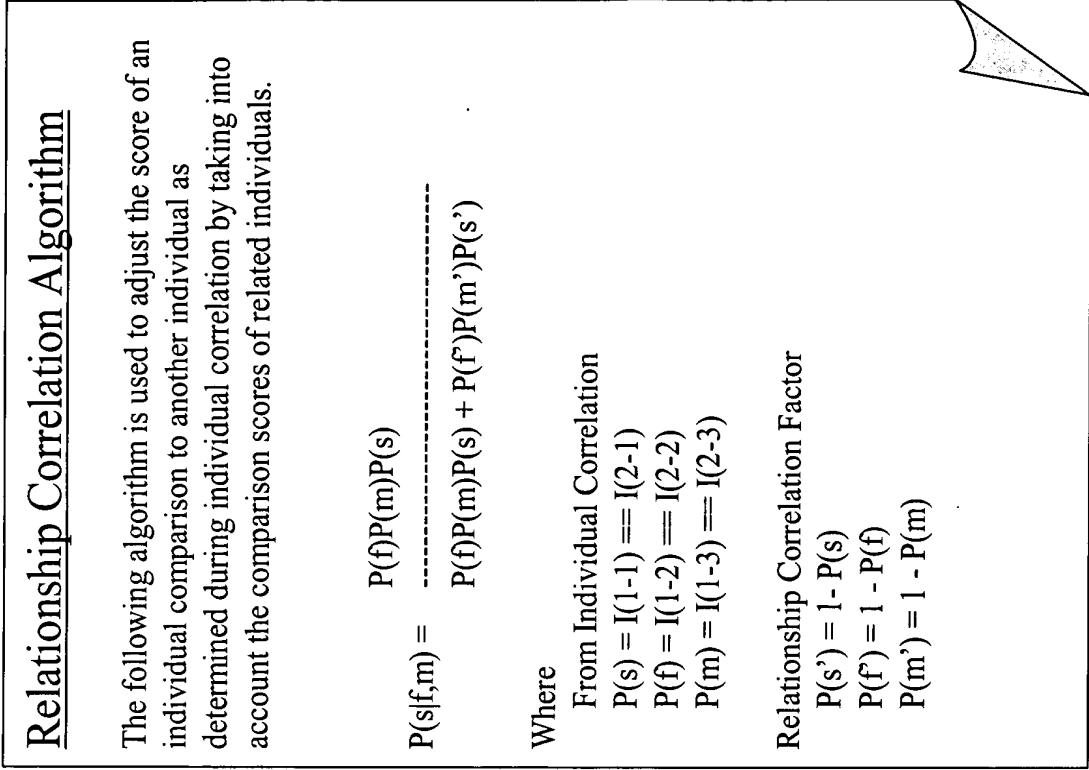 Relationship Correlation Algorithm
The following algorithm is used to adjust the score of an
individual comparison to another individual as
determined during individual correlation by taking into
account the comparison scores of related individuals.
P(f)P(m)P(s)
P(s|f,m) = ------------------------------------
P(f)P(m)P(s) + P(f')P(m')P(s')
Where
From Individual Correlation
P(s) = I(1-1) == I(2-1)
P(f) = I(1-2) == I(2-2)
P(m) = I(1-3) == I(2-3)
Relationship Correlation Factor
P(s') = 1- P(s)
P(f') = 1 - P(f)
P(m') = 1 - P(m)